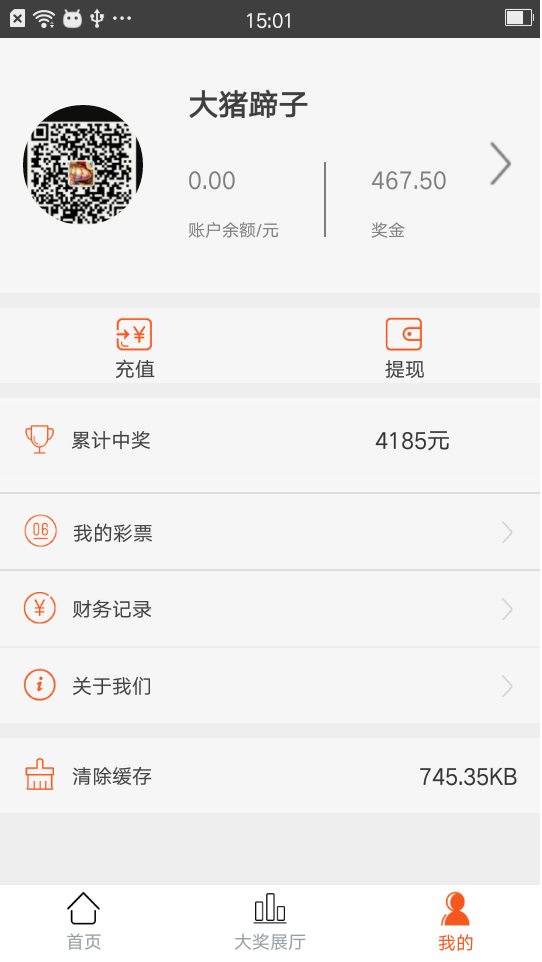 15:01
大猪蹄子
0.00
467.50
账户余额/元
奖金
充值
提现
累计中奖
4185元
06
我的彩票
财务记录
关于我们
清除缓存
745.35KB
首页
大奖展厅
我的